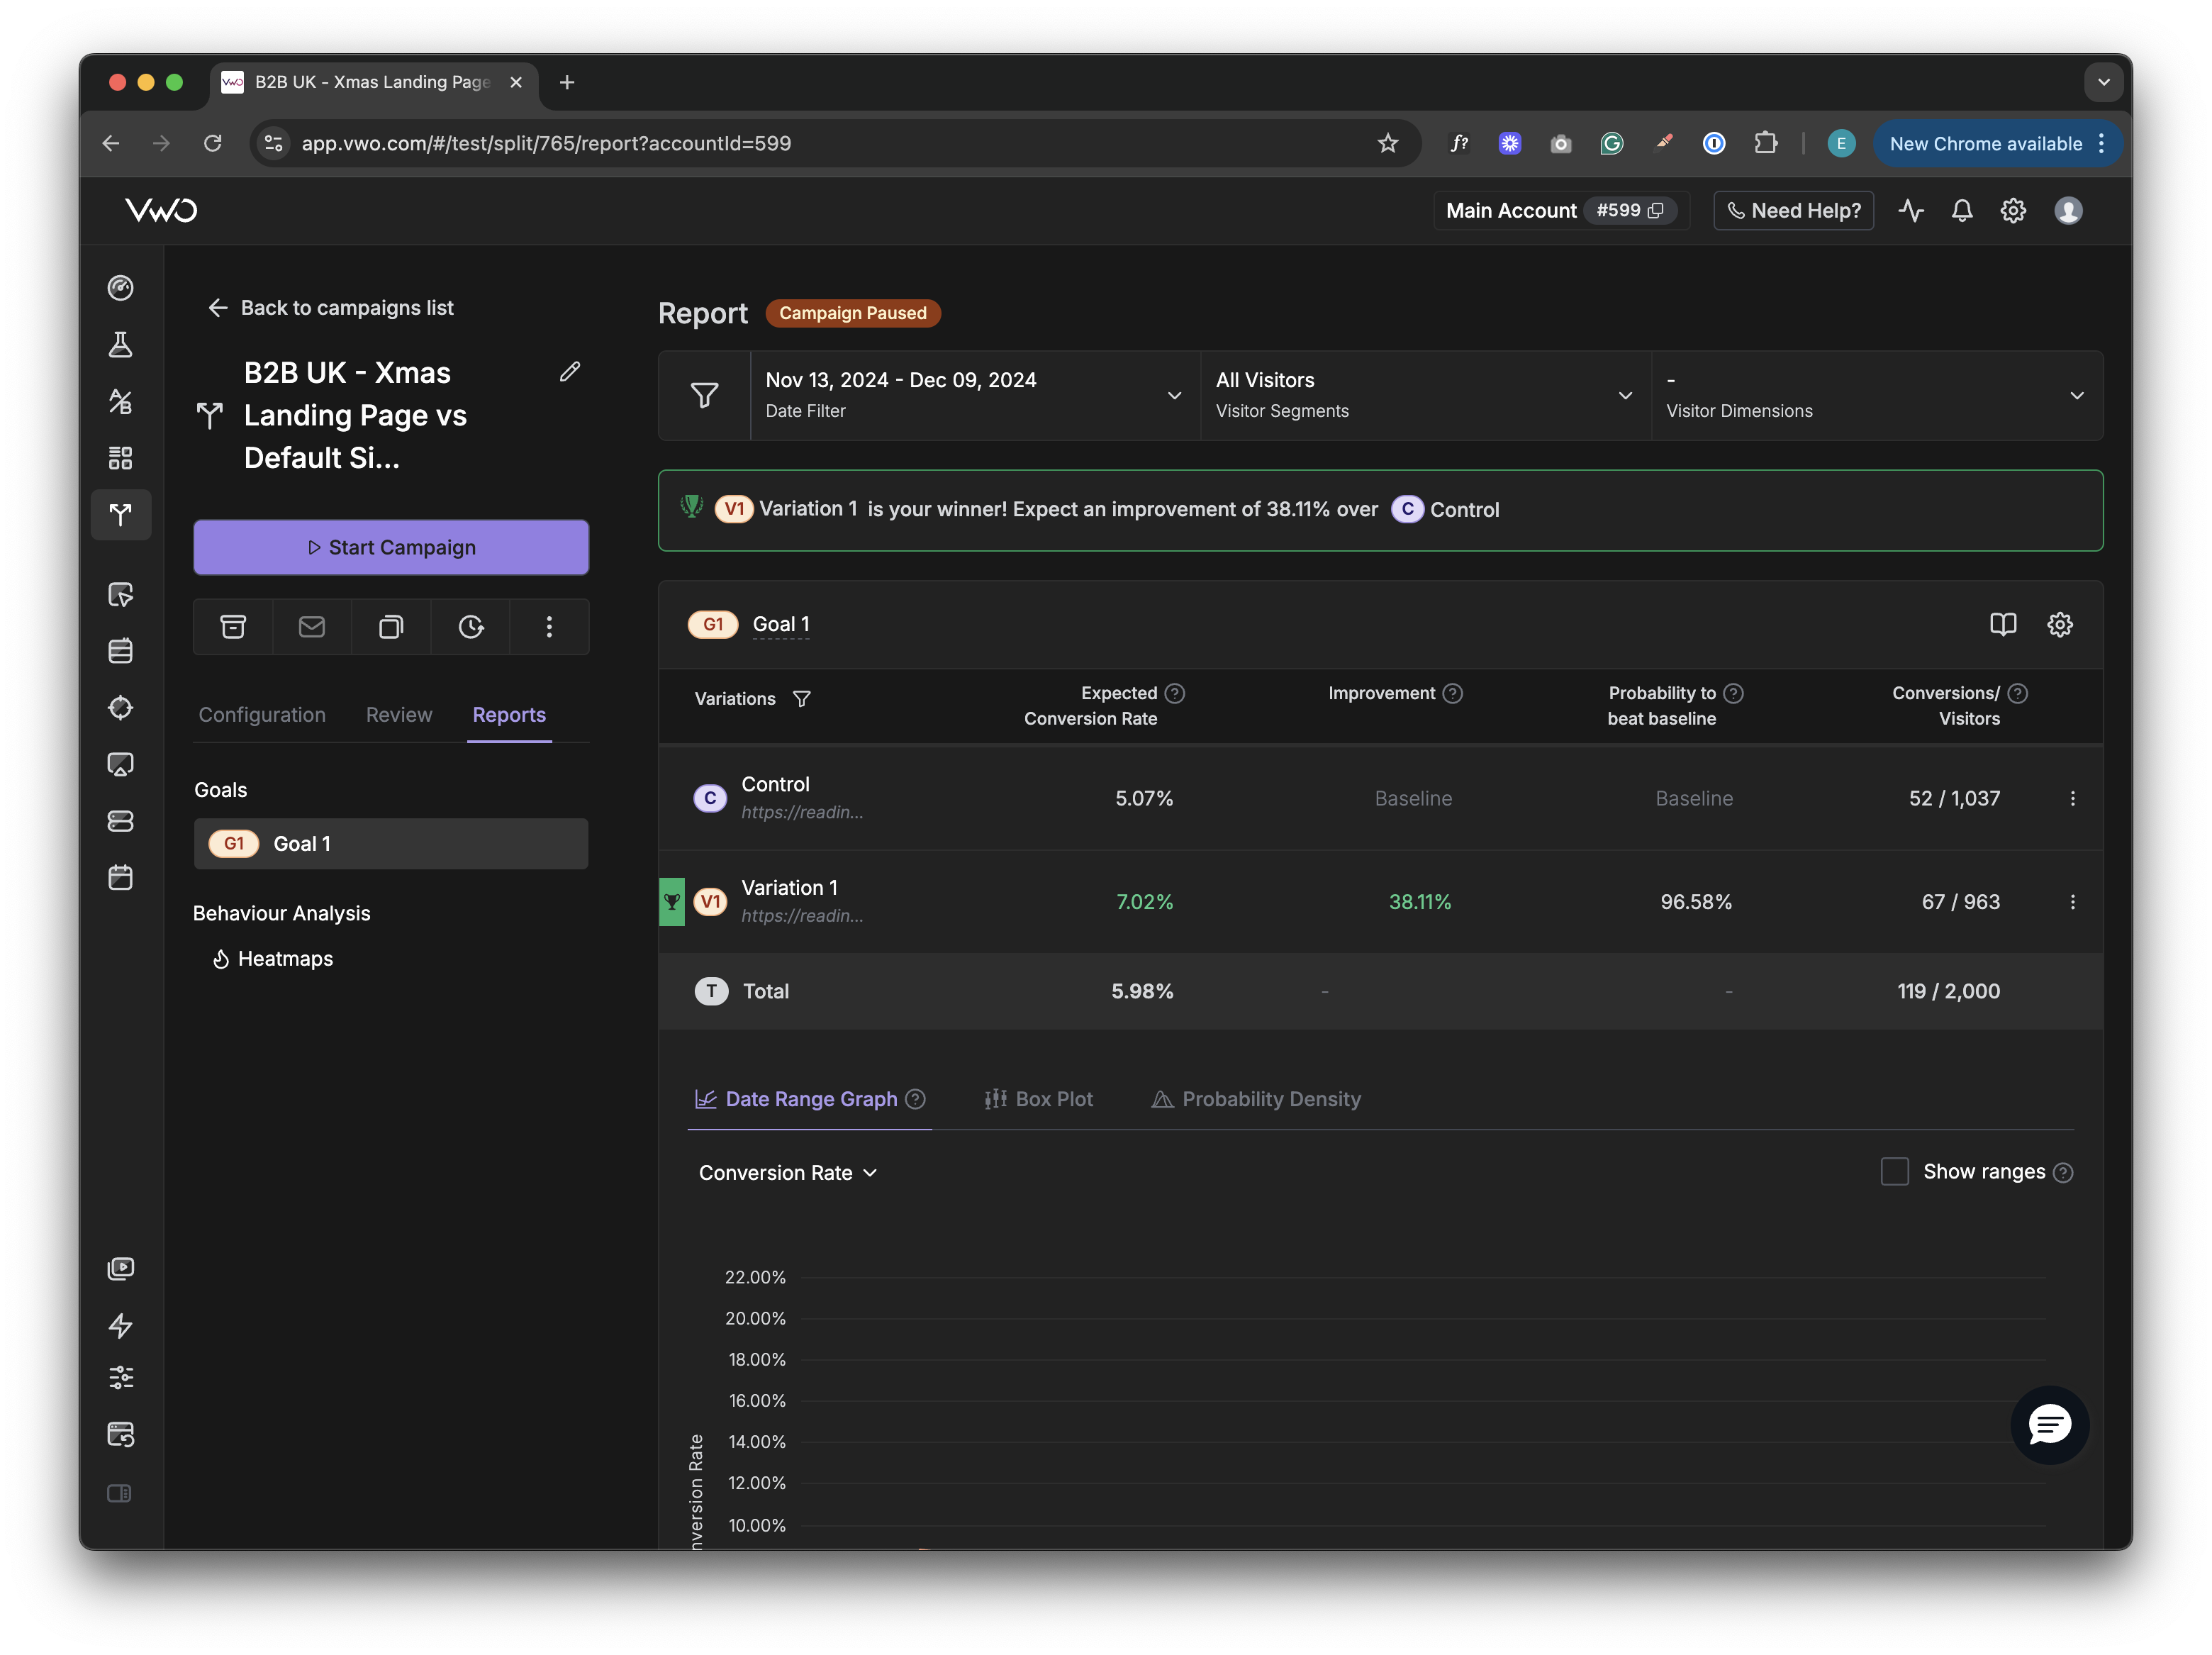 B2B UK - Xmas Landing Page
app.vwo.com/#/test/split/765/report?accountId=599
f?
E
New Chrome available
VWO
Main Account #599
Need Help?
Back to campaigns list
B2B UK - Xmas
Landing Page vs
Default Si...
Start Campaign
Configuration
Review
Reports
Goals
G1 Goal 1
Behaviour Analysis
Heatmaps
Report
Campaign Paused
Nov 13, 2024 - Dec 09, 2024
Date Filter
All Visitors
Visitor Segments
-
Visitor Dimensions
V1 Variation 1 is your winner! Expect an improvement of 38.11% over C Control
G1 Goal 1
Variations
Expected
Conversion Rate
Improvement
Probability to
beat baseline
Conversions/
Visitors
C Control
https://readin...
5.07%
Baseline
Baseline
52 / 1,037
V1 Variation 1
https://readin...
7.02%
38.11%
96.58%
67 / 963
T Total
5.98%
-
-
119 / 2,000
Date Range Graph
Box Plot
Probability Density
Conversion Rate
Show ranges
22.00%
20.00%
18.00%
16.00%
14.00%
12.00%
10.00%
nversion Rate